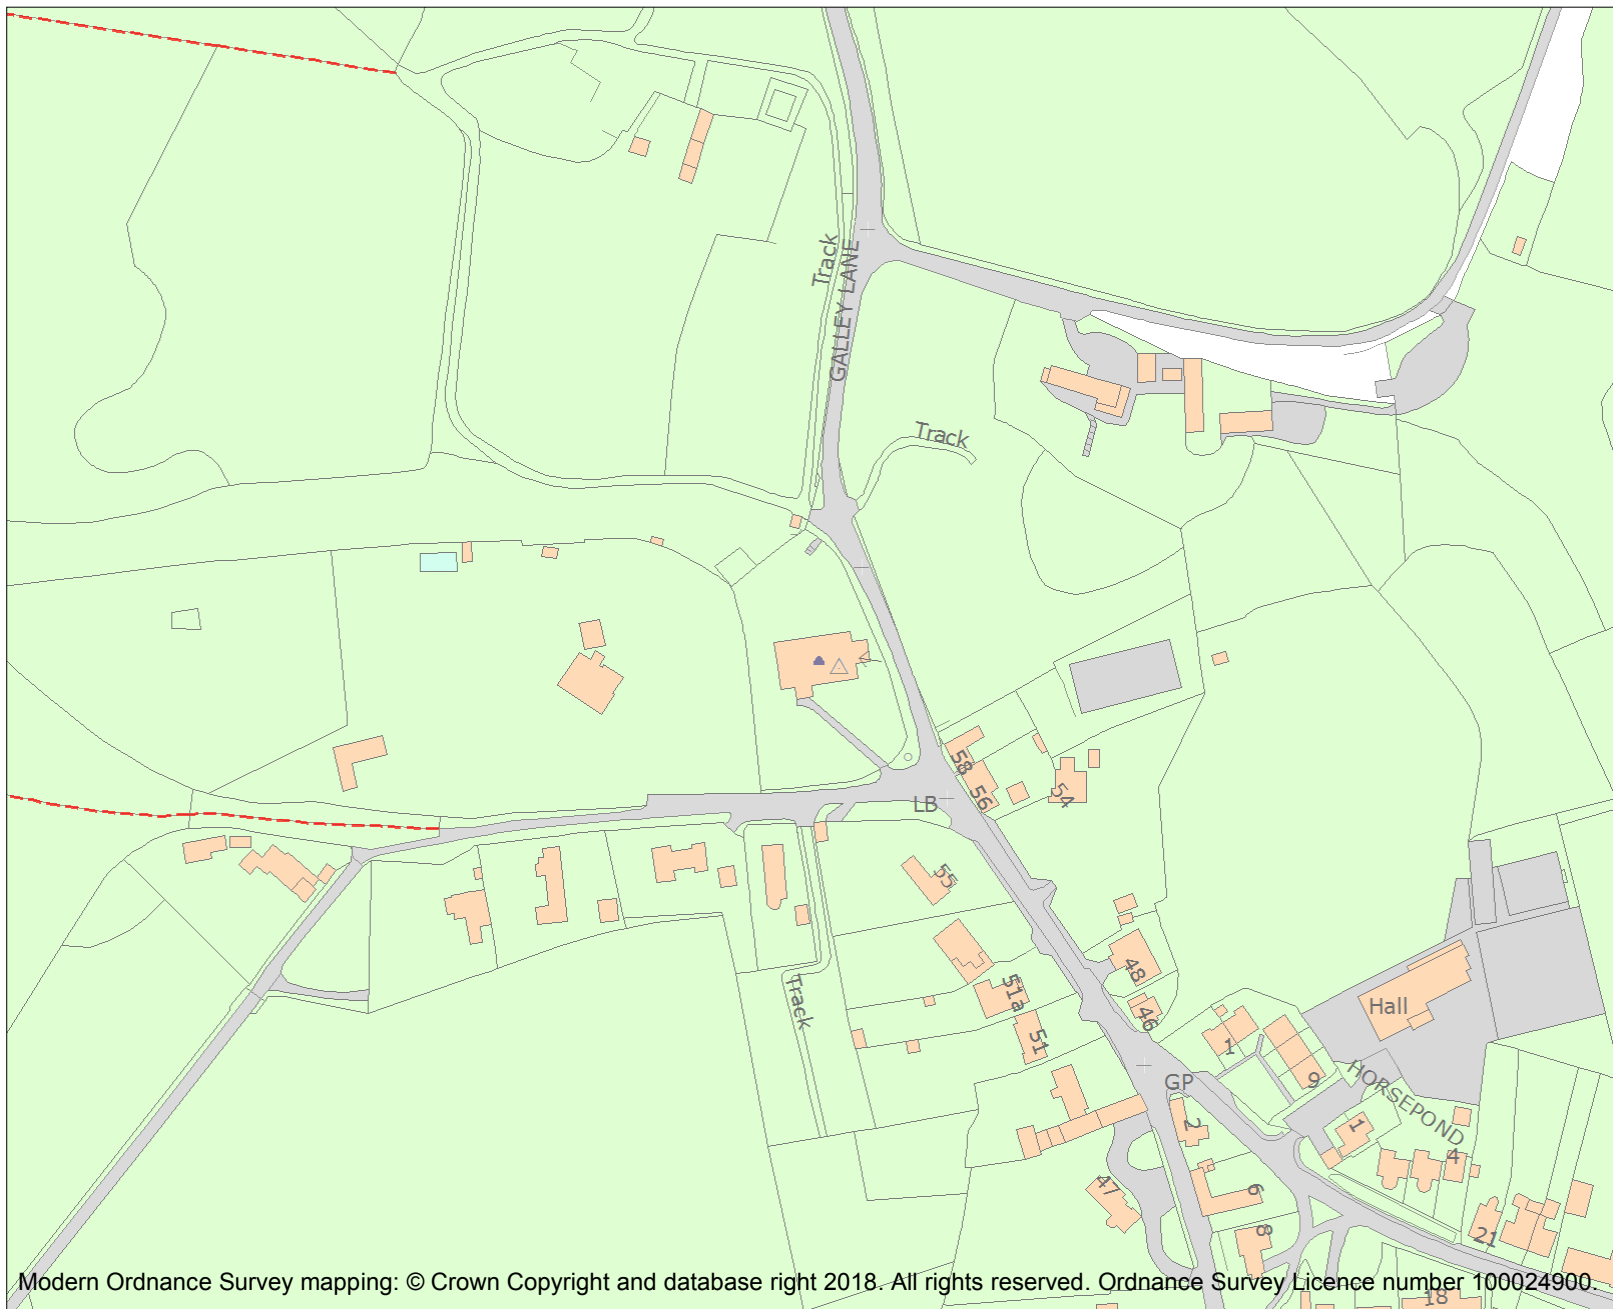 Track
GALLEY LANE
Track
58
56
54
LB
55
48
51a
46
51
Hall
1
9
GP
HORSEPOND
Track
2
1
4
47
6
8
21
Modern Ordnance Survey mapping: © Crown Copyright and database right 2018. All rights reserved. Ordnance Survey Licence number 100024900.
18